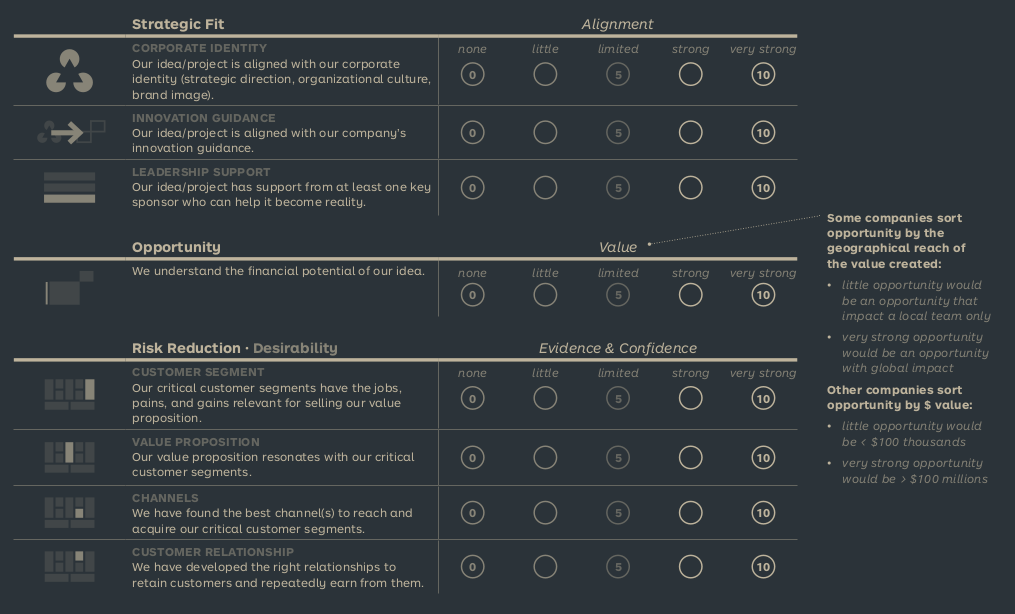 Strategic Fit
Alignment
CORPORATE IDENTITY
Our idea/project is aligned with our corporate
identity (strategic direction, organizational culture,
brand image).
none little limited strong very strong
0 5 10
INNOVATION GUIDANCE
Our idea/project is aligned with our company's
innovation guidance.
0 5 10
LEADERSHIP SUPPORT
Our idea/project has support from at least one key
sponsor who can help it become reality.
0 5 10
Opportunity
Value
We understand the financial potential of our idea.
none little limited strong very strong
0 5 10
Risk Reduction · Desirability
Evidence & Confidence
CUSTOMER SEGMENT
Our critical customer segments have the jobs,
pains, and gains relevant for selling our value
proposition.
none little limited strong very strong
0 5 10
VALUE PROPOSITION
Our value proposition resonates with our critical
customer segments.
0 5 10
CHANNELS
We have found the best channel(s) to reach and
acquire our critical customer segments.
0 5 10
CUSTOMER RELATIONSHIP
We have developed the right relationships to
retain customers and repeatedly earn from them.
0 5 10
Some companies sort
opportunity by the
geographical reach of
the value created:
• little opportunity would
be an opportunity that
impact a local team only
• very strong opportunity
would be an opportunity
with global impact
Other companies sort
opportunity by $ value:
• little opportunity would
be < $100 thousands
• very strong opportunity
would be > $100 millions